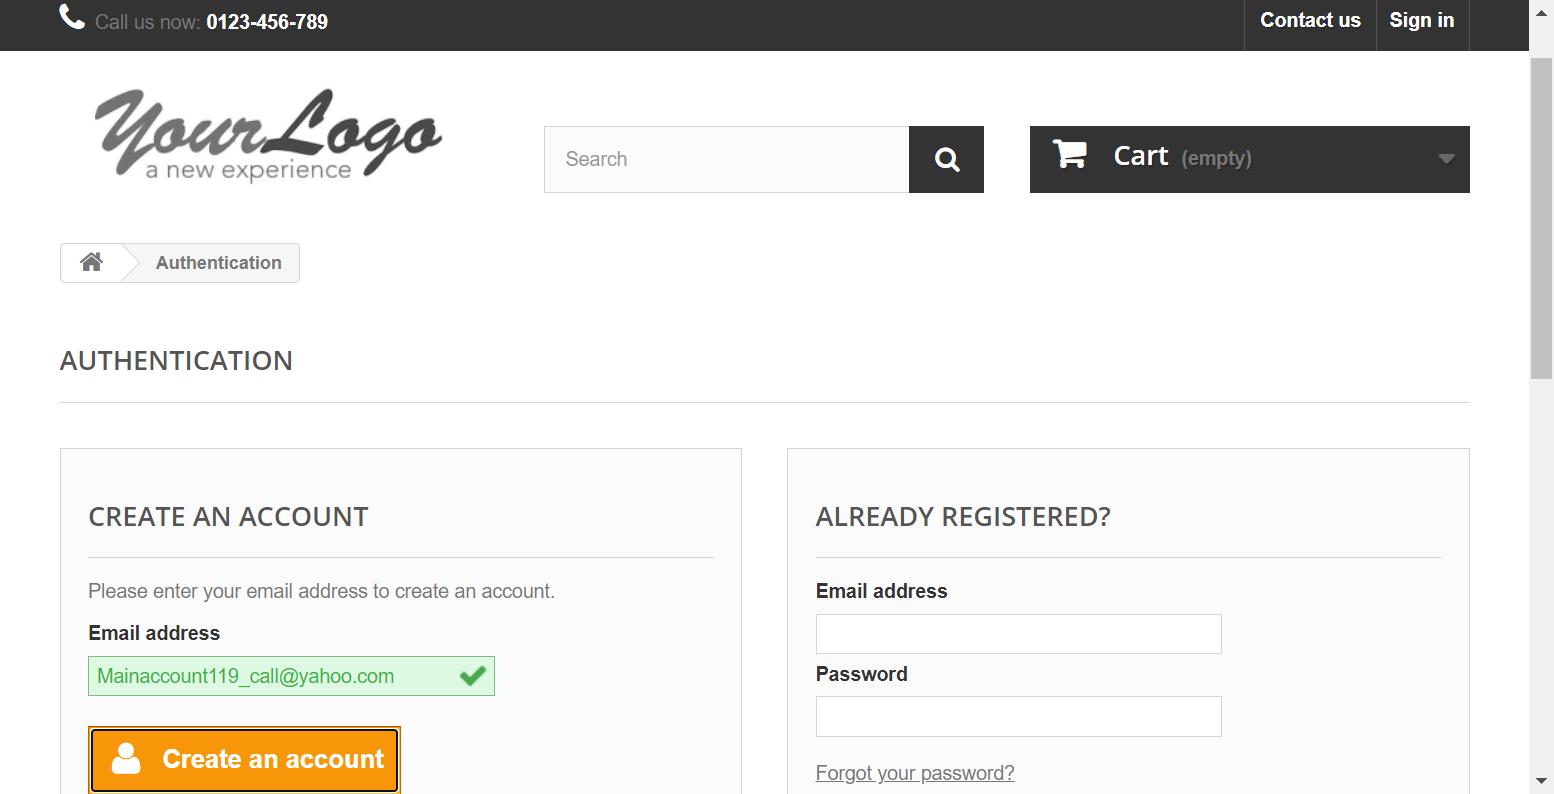 Call us now: 0123-456-789
Contact us
Sign in
YourLogo
a new experience
Search
Cart (empty)
Authentication
AUTHENTICATION
CREATE AN ACCOUNT
Please enter your email address to create an account.
Email address
Mainaccount119_call@yahoo.com
Create an account
ALREADY REGISTERED?
Email address
Password
Forgot your password?